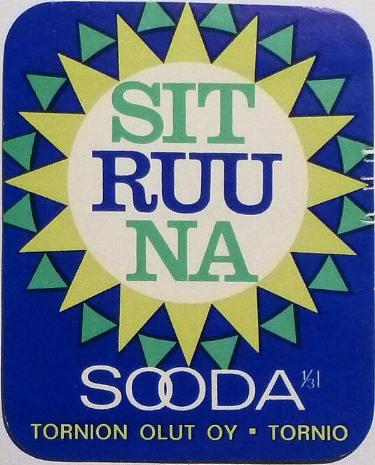 SIT
RUU
NA
SOODA ⅓l
TORNION OLUT OY ▪ TORNIO